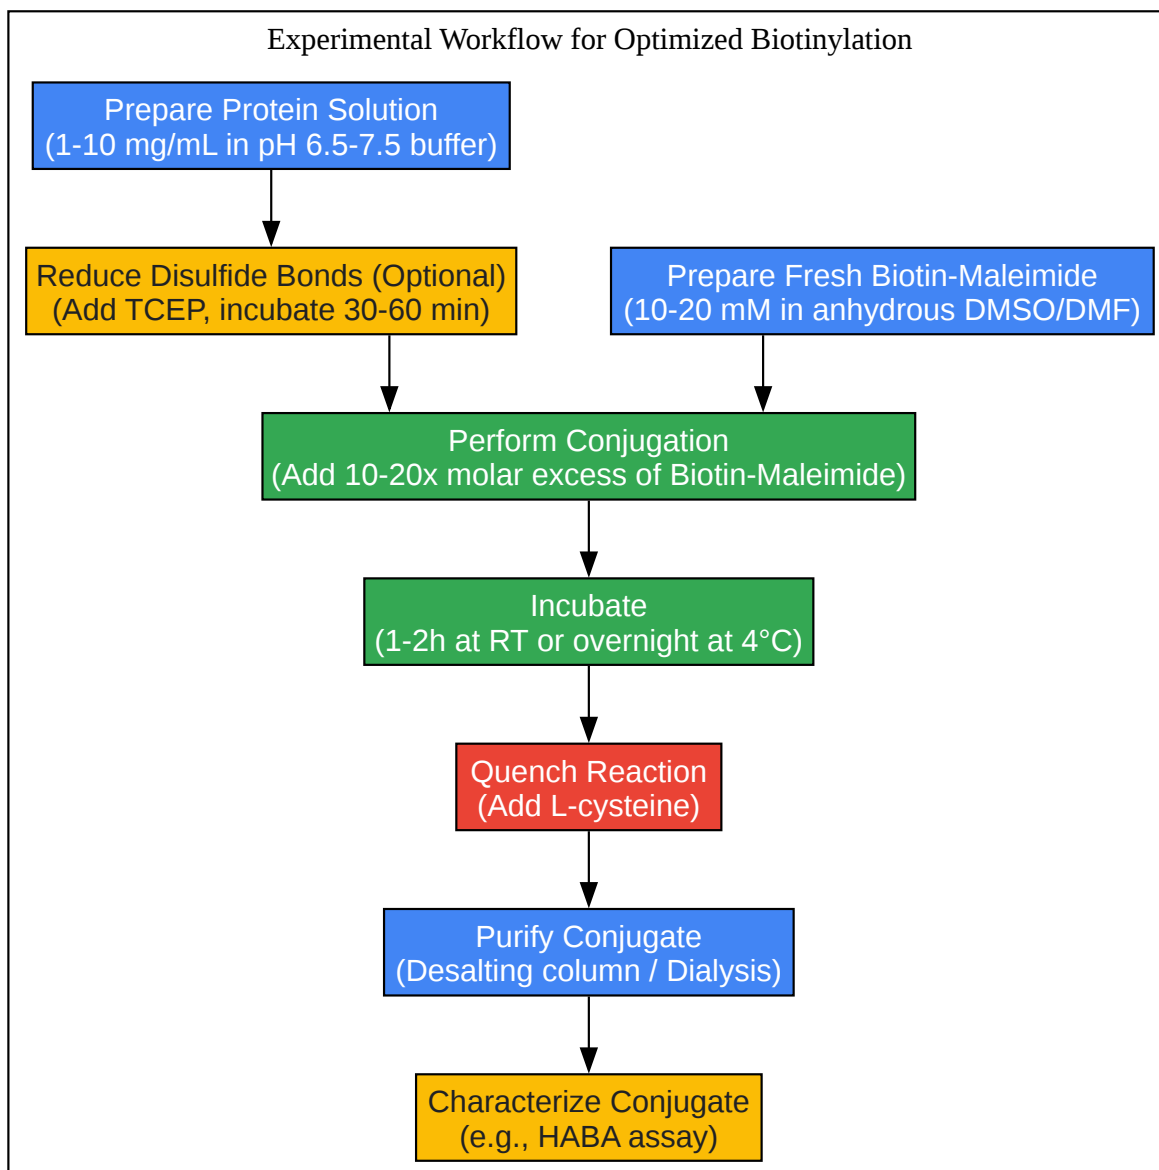 Experimental Workflow for Optimized Biotinylation
Prepare Protein Solution
(1-10 mg/mL in pH 6.5-7.5 buffer)
Reduce Disulfide Bonds (Optional)
(Add TCEP, incubate 30-60 min)
Prepare Fresh Biotin-Maleimide
(10-20 mM in anhydrous DMSO/DMF)
Perform Conjugation
(Add 10-20x molar excess of Biotin-Maleimide)
Incubate
(1-2h at RT or overnight at 4°C)
Quench Reaction
(Add L-cysteine)
Purify Conjugate
(Desalting column / Dialysis)
Characterize Conjugate
(e.g., HABA assay)